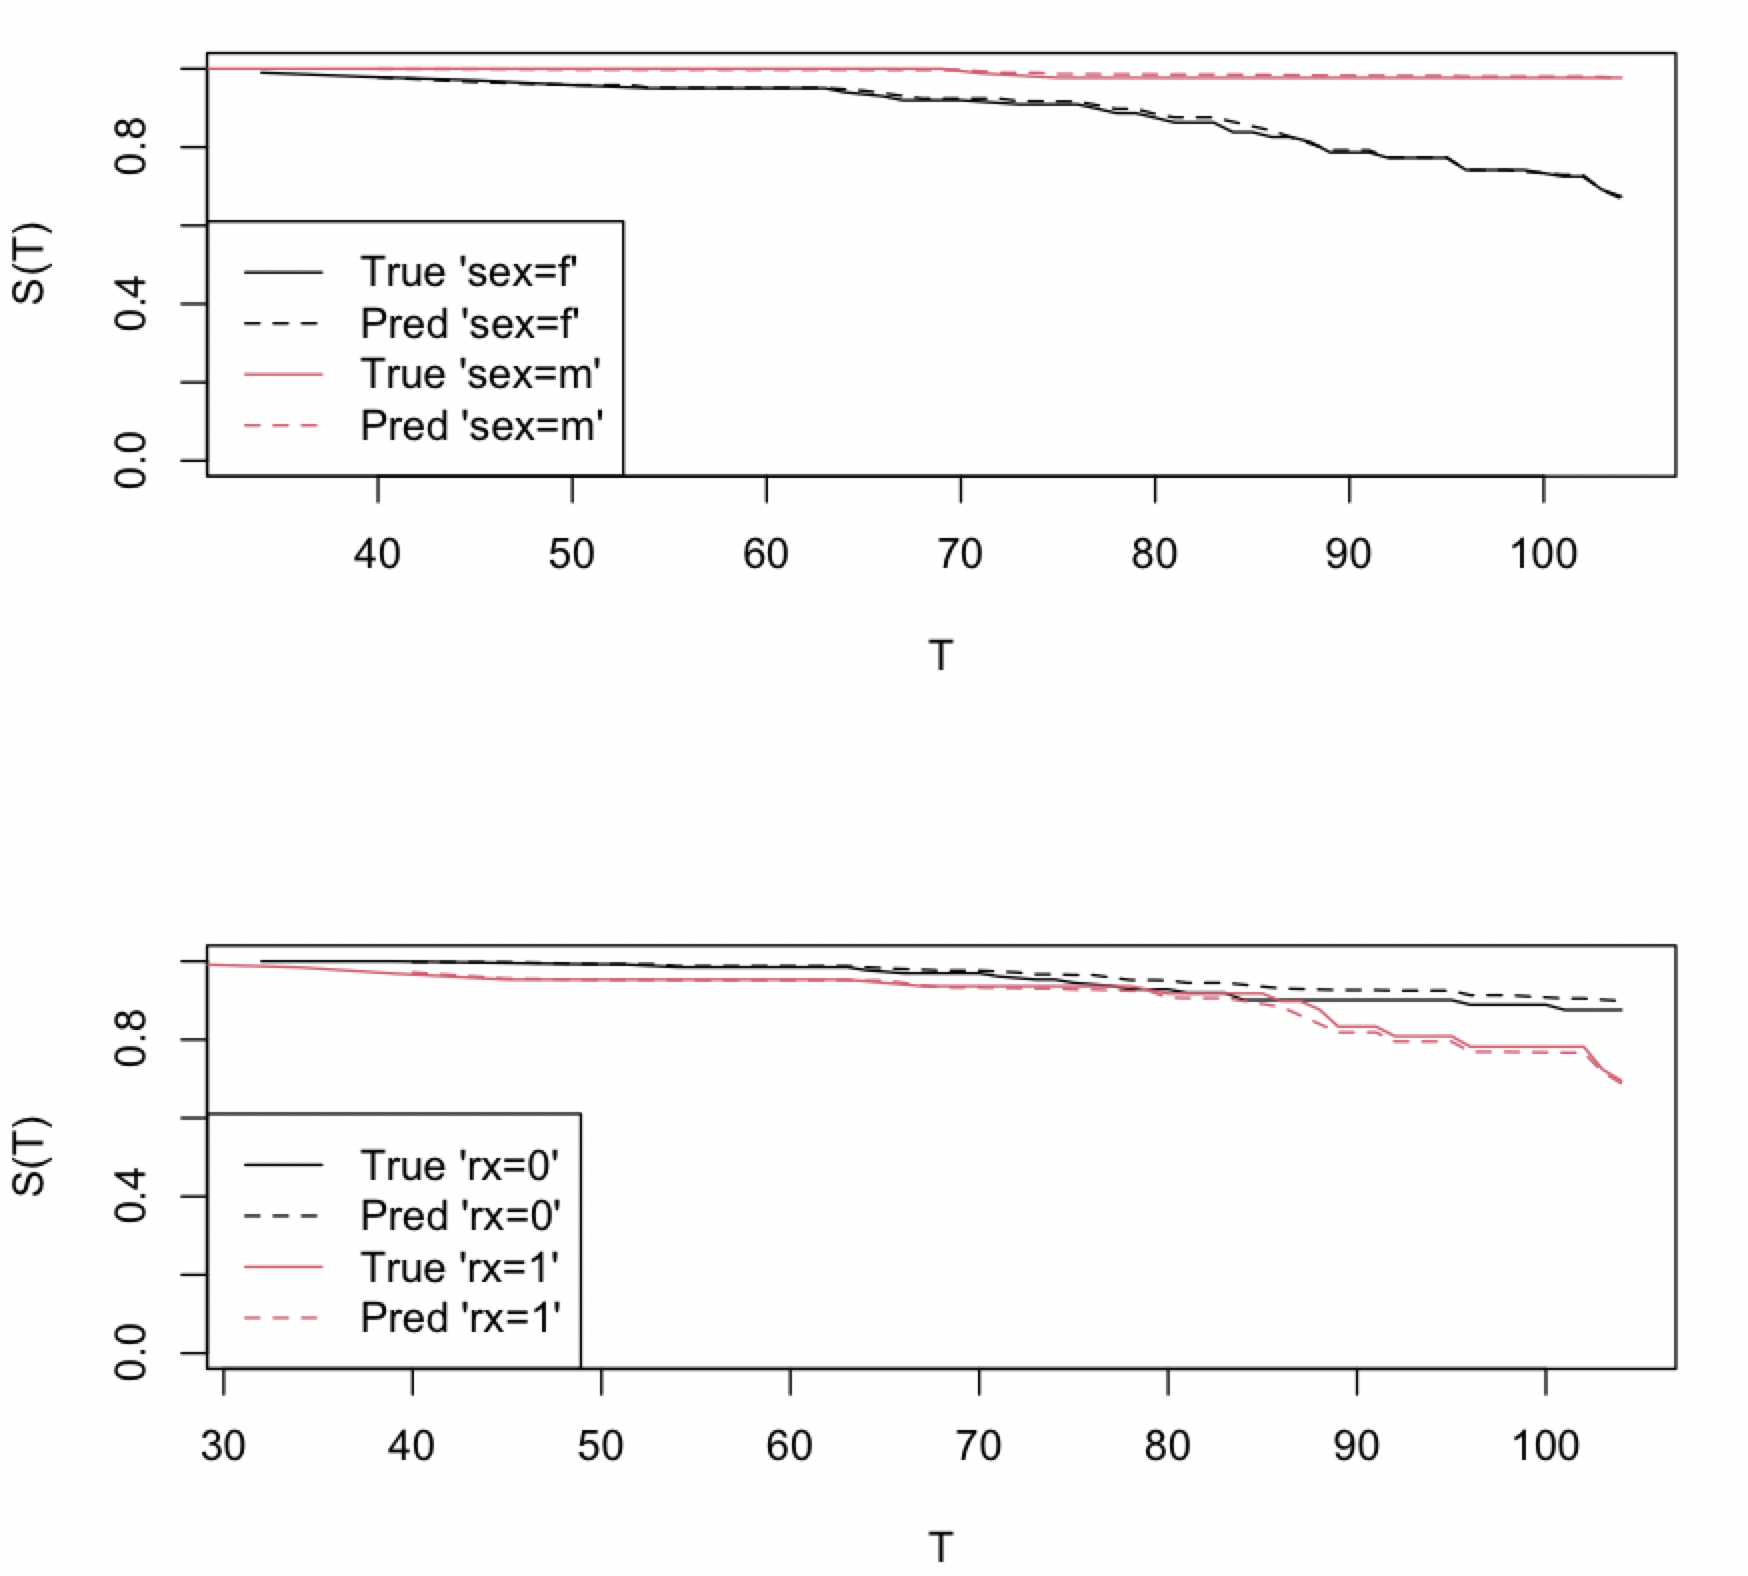 S(T)
0.8
0.4
0.0
True 'sex=f'
Pred 'sex=f'
True 'sex=m'
Pred 'sex=m'
40 50 60 70 80 90 100
T
S(T)
0.8
0.4
0.0
True 'rx=0'
Pred 'rx=0'
True 'rx=1'
Pred 'rx=1'
30 40 50 60 70 80 90 100
T